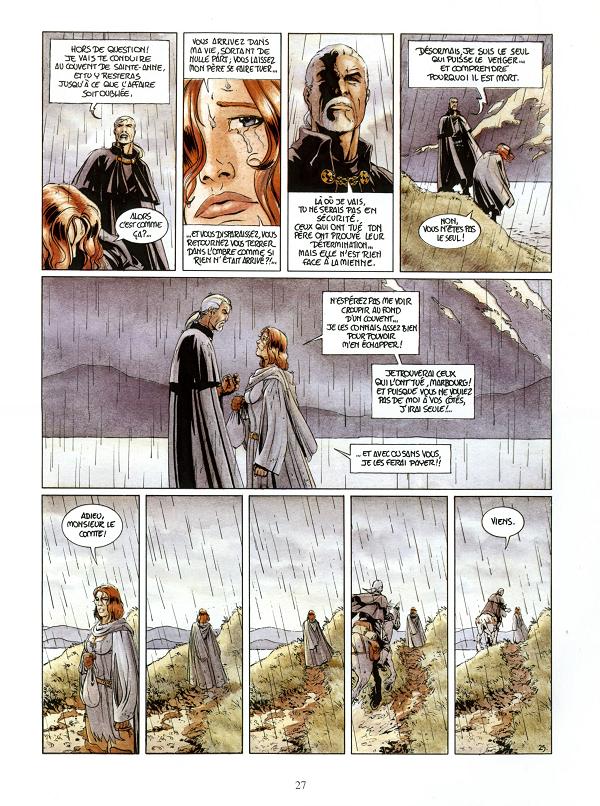 HORS DE QUESTION!
JE VAIS TE CONDUIRE
AU COUVENT DE SAINTE-ANNE,
ET TU Y RESTERAS
JUSQU'À CE QUE L'AFFAIRE
SOIT OUBLIÉE.
ALORS
C'EST COMME
ÇA?...
VOUS ARRIVEZ DANS
MA VIE, SORTANT DE
NULLE PART; VOUS LAISSEZ
MON PÈRE SE FAIRE TUER...
...ET VOUS DISPARAISSEZ, VOUS
RETOURNEZ VOUS TERRER
DANS L'OMBRE COMME SI
RIEN N'ÉTAIT ARRIVÉ?!...
LÀ OÙ JE VAIS,
TU NE SERAIS PAS EN
SÉCURITÉ.
CEUX QUI ONT TUÉ TON
PÈRE ONT PROUVÉ LEUR
DÉTERMINATION...
MAIS ELLE N'EST RIEN
FACE À LA MIENNE.
DÉSORMAIS, JE SUIS LE SEUL
QUI PUISSE LE VENGER...
ET COMPRENDRE
POURQUOI IL EST MORT.
NON,
VOUS N'ÊTES PAS
LE SEUL!
N'ESPÉREZ PAS ME VOIR
CROUPIR AU FOND
D'UN COUVENT...
JE LES CONNAIS ASSEZ BIEN
POUR POUVOIR
M'EN ÉCHAPPER!
JE TROUVERAI CEUX
QUI L'ONT TUÉ, MARBOURG!
ET PUISQUE VOUS NE VOULEZ
PAS DE MOI À VOS CÔTÉS,
J'IRAI SEULE!...
... ET AVEC OU SANS VOUS,
JE LES FERAI PAYER!!
ADIEU,
MONSIEUR LE
COMTE!
VIENS.
25.
27